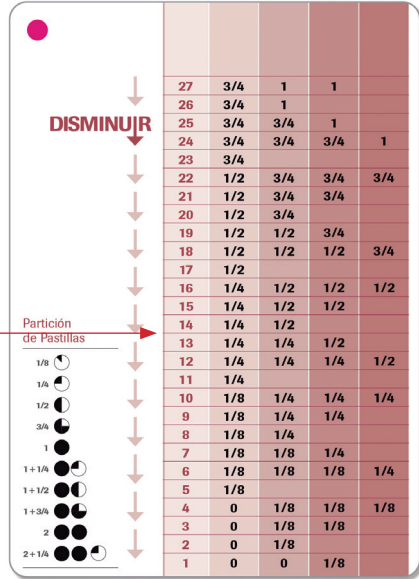 27 3/4 1 1
26 3/4 1
DISMINUIR
25 3/4 3/4 1
24 3/4 3/4 3/4 1
23 3/4
22 1/2 3/4 3/4 3/4
21 1/2 3/4 3/4
20 1/2 3/4
19 1/2 1/2 3/4
18 1/2 1/2 1/2 3/4
17 1/2
16 1/4 1/2 1/2 1/2
15 1/4 1/2 1/2
14 1/4 1/2
13 1/4 1/4 1/2
12 1/4 1/4 1/4 1/2
11 1/4
10 1/8 1/4 1/4 1/4
9 1/8 1/4 1/4
8 1/8 1/4
7 1/8 1/8 1/4
6 1/8 1/8 1/8 1/4
5 1/8
4 0 1/8 1/8 1/8
3 0 1/8 1/8
2 0 1/8
1 0 0 1/8
Partición
de Pastillas
1/8
1/4
1/2
3/4
1
1+1/4
1+1/2
1+3/4
2
2+1/4